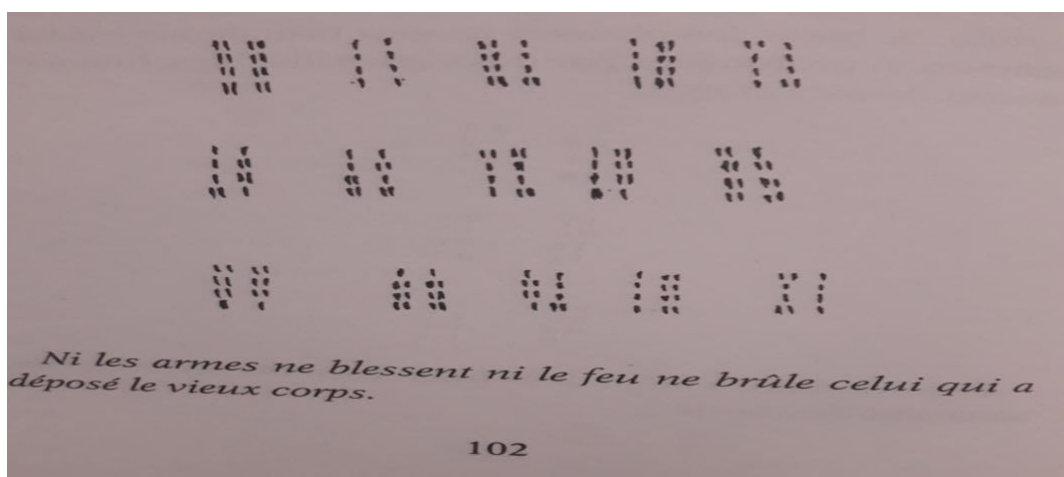 Ni les armes ne blessent ni le feu ne brûle celui qui a
déposé le vieux corps.
102